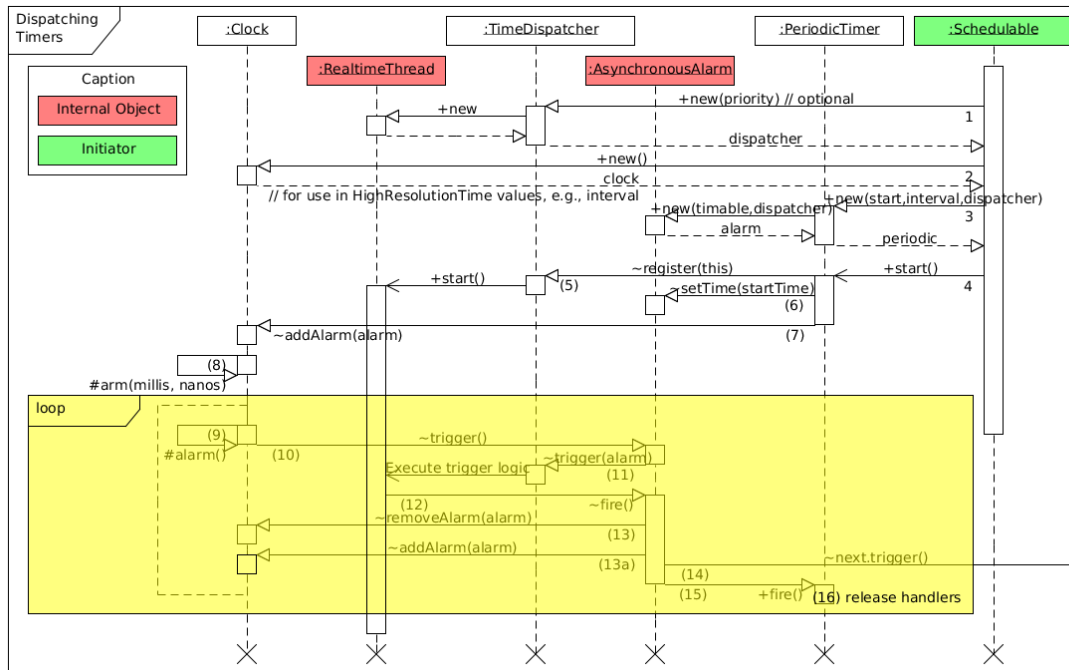 Dispatching
Timers
:Clock
:TimeDispatcher
:PeriodicTimer
:Schedulable
Caption
Internal Object
Initiator
:RealtimeThread
:AsynchronousAlarm
+new(priority) // optional
1
+new
dispatcher
+new()
2
clock
// for use in HighResolutionTime values, e.g., interval
+new(start,interval,dispatcher)
3
+new(timable,dispatcher)
alarm
periodic
+start()
4
~register(this)
(5)
+start()
~setTime(startTime)
(6)
~addAlarm(alarm)
(7)
(8)
#arm(millis, nanos)
loop
(9)
#alarm()
~trigger()
(10)
~trigger(alarm)
(11)
Execute trigger logic
(12)
~fire()
~removeAlarm(alarm)
(13)
~addAlarm(alarm)
(13a)
~next.trigger()
(14)
(15)
+fire()
(16) release handlers